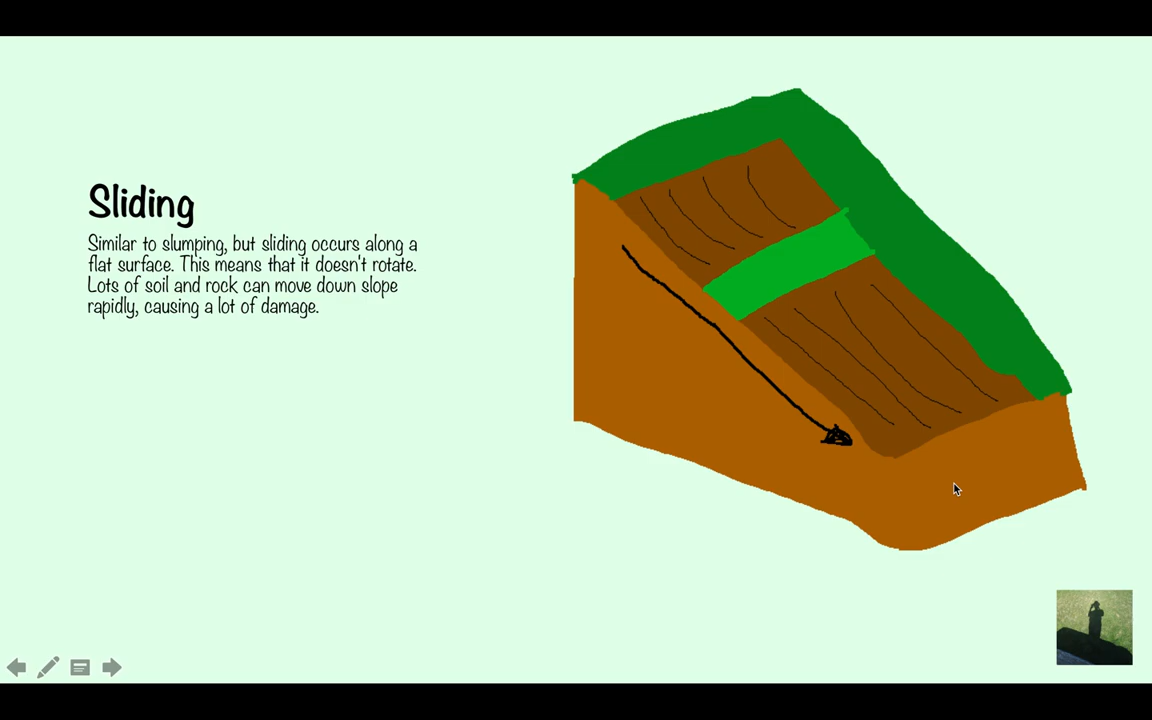 Sliding
Similar to slumping, but sliding occurs along a
flat surface. This means that it doesn't rotate.
Lots of soil and rock can move down slope
rapidly, causing a lot of damage.